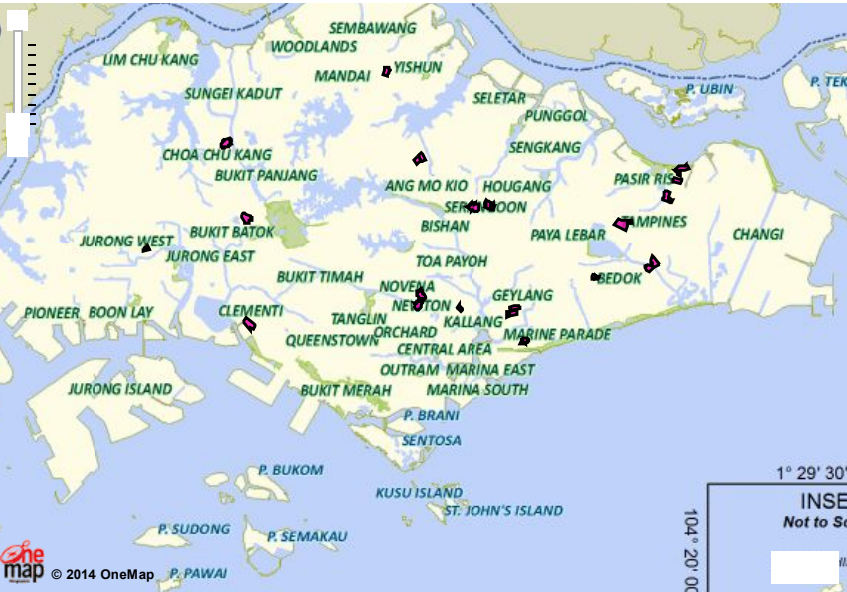 SEMBAWANG
WOODLANDS
LIM CHU KANG
YISHUN
MANDAI
P. TEK
P. UBIN
SUNGEI KADUT
SELETAR
PUNGGOL
SENGKANG
CHOA CHU KANG
BUKIT PANJANG
PASIR RIS
ANG MO KIO
HOUGANG
SERANGOON
TAMPINES
BISHAN
BUKIT BATOK
PAYA LEBAR
CHANGI
JURONG WEST
JURONG EAST
TOA PAYOH
BUKIT TIMAH
BEDOK
NOVENA
GEYLANG
NEWTON
PIONEER
BOON LAY
CLEMENTI
TANGLIN
KALLANG
ORCHARD
MARINE PARADE
QUEENSTOWN
CENTRAL AREA
OUTRAM
MARINA EAST
JURONG ISLAND
BUKIT MERAH
MARINA SOUTH
P. BRANI
SENTOSA
P. BUKOM
1° 29' 30'
KUSU ISLAND
INSE
ST. JOHN'S ISLAND
Not to Sc
104° 20' 00
P. SUDONG
P. SEMAKAU
One
map
© 2014 OneMap
P. PAWAI